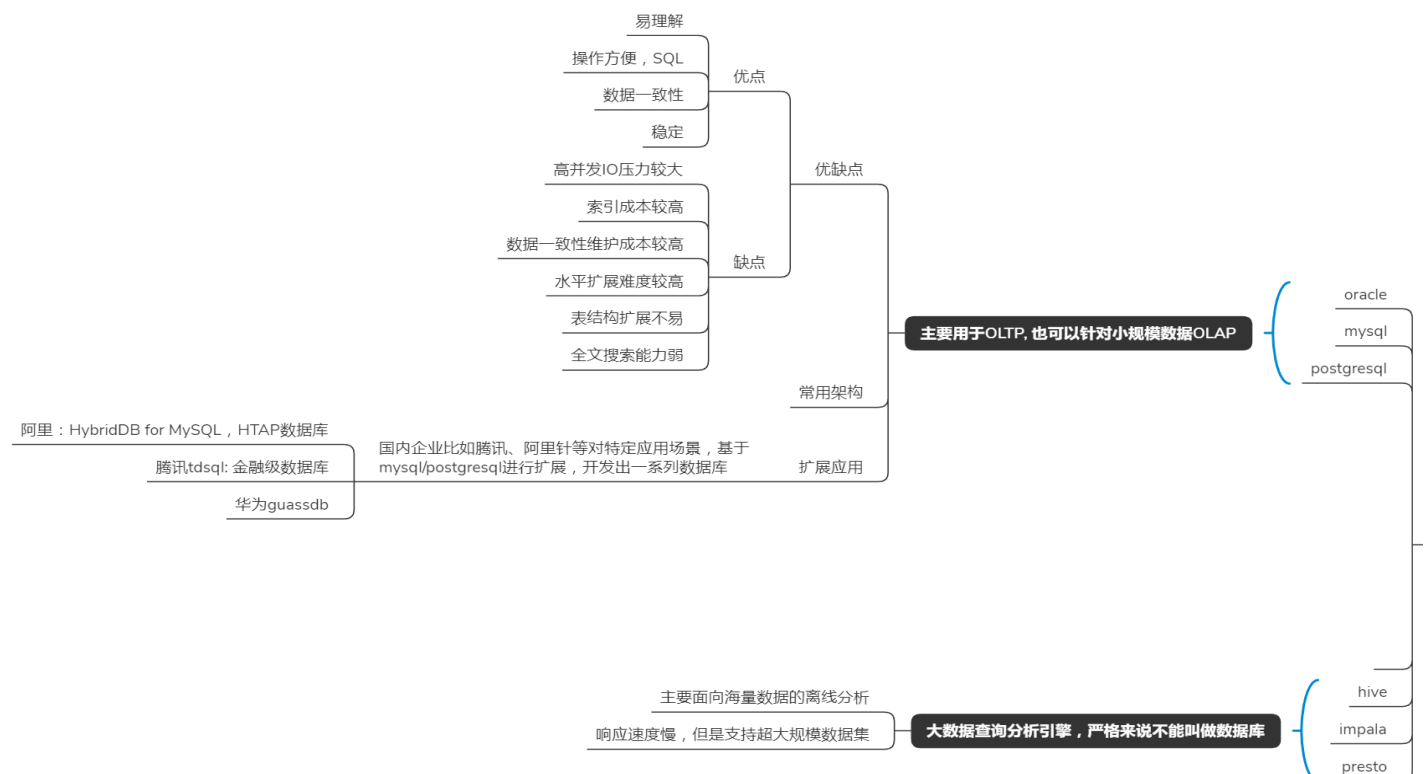 易理解
操作方便，SQL
数据一致性
稳定
优点
高并发IO压力较大
索引成本较高
数据一致性维护成本较高
水平扩展难度较高
表结构扩展不易
全文搜索能力弱
缺点
优缺点
常用架构
阿里：HybridDB for MySQL，HTAP数据库
腾讯tdsql: 金融级数据库
华为guassdb
国内企业比如腾讯、阿里针等对特定应用场景，基于
mysql/postgresql进行扩展，开发出一系列数据库
扩展应用
主要用于OLTP, 也可以针对小规模数据OLAP
oracle
mysql
postgresql
主要面向海量数据的离线分析
响应速度慢，但是支持超大规模数据集
大数据查询分析引擎，严格来说不能叫做数据库
hive
impala
presto